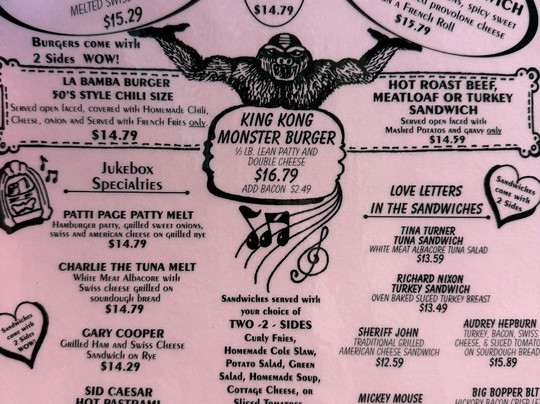 MELTED SWISS
$15.29
$14.79
SPICY SWEET
PROVOLONE CHEESE
ON A FRENCH ROLL
$15.79
BURGERS COME WITH
2 SIDES WOW!
LA BAMBA BURGER
50'S STYLE CHILI SIZE
SERVED OPEN FACED, COVERED WITH HOMEMADE CHILI,
CHEESE, ONION AND SERVED WITH FRENCH FRIES ONLY
$14.79
KING KONG
MONSTER BURGER
½ LB. LEAN PATTY AND
DOUBLE CHEESE
$16.79
ADD BACON $2.49
HOT ROAST BEEF,
MEATLOAF OR TURKEY
SANDWICH
SERVED OPEN FACED WITH
MASHED POTATOS AND GRAVY ONLY
$14.59
Jukebox
Specialties
PATTI PAGE PATTY MELT
HAMBURGER PATTY, GRILLED SWEET ONIONS,
SWISS AND AMERICAN CHEESE ON GRILLED RYE
$14.79
CHARLIE THE TUNA MELT
WHITE MEAT ALBACORE WITH
SWISS CHEESE GRILLED ON
SOURDOUGH BREAD
$14.79
Sandwiches
come with
2 Sides
WOW!
GARY COOPER
GRILLED HAM AND SWISS CHEESE
SANDWICH ON RYE
$14.29
SID CAESAR
HOT PASTRAMI
Sandwiches served with
your choice of
TWO -2- SIDES
Curly Fries,
Homemade Cole Slaw,
Potato Salad, Green
Salad, Homemade Soup,
Cottage Cheese, or
Sliced Tomatoes
LOVE LETTERS
IN THE SANDWICHES
Sandwiches
come with
2 Sides
TINA TURNER
TUNA SANDWICH
WHITE MEAT ALBACORE TUNA SALAD
$13.59
RICHARD NIXON
TURKEY SANDWICH
OVEN BAKED SLICED TURKEY BREAST
$13.49
SHERIFF JOHN
TRADITIONAL GRILLED
AMERICAN CHEESE SANDWICH
$12.59
AUDREY HEPBURN
TURKEY, BACON, SWISS
CHEESE, & SLICED TOMATO
ON SOURDOUGH BREAD
$15.89
MICKEY MOUSE
BIG BOPPER BLT
HICKORY BACON CRISP